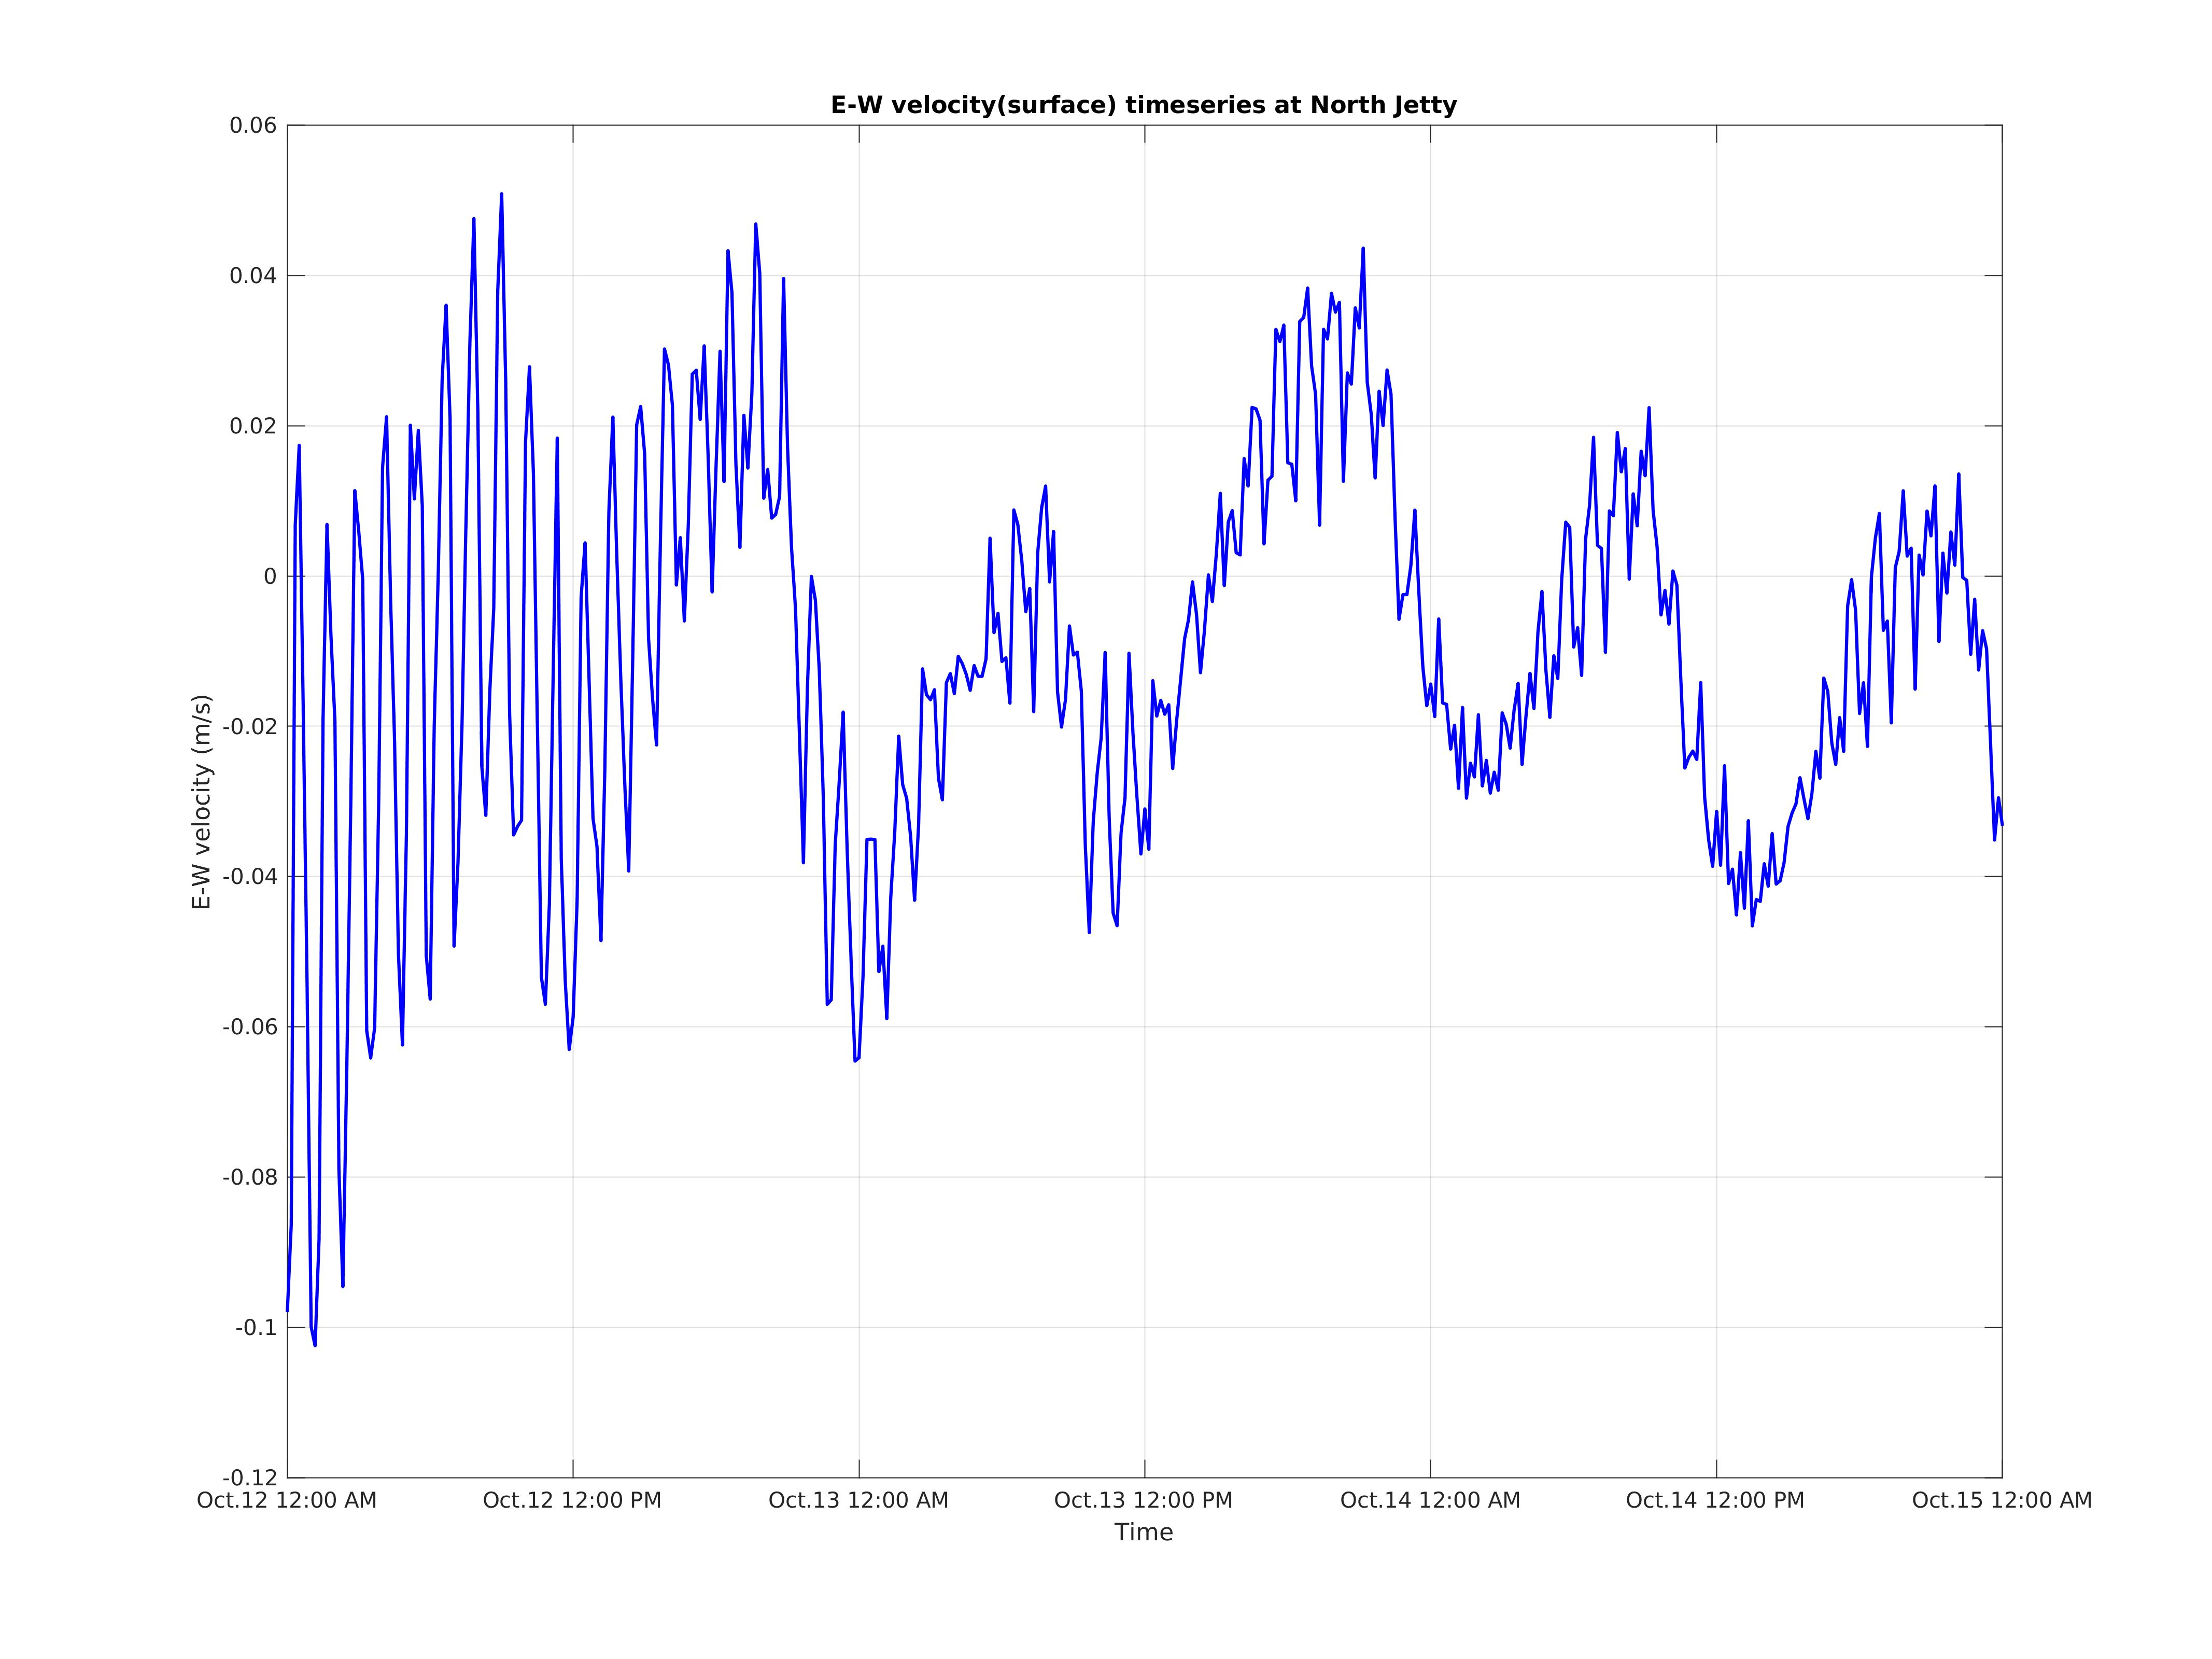 E-W velocity(surface) timeseries at North Jetty
0.06
0.04
0.02
0
-0.02
-0.04
-0.06
-0.08
-0.1
-0.12
E-W velocity (m/s)
Oct.12 12:00 AM
Oct.12 12:00 PM
Oct.13 12:00 AM
Oct.13 12:00 PM
Oct.14 12:00 AM
Oct.14 12:00 PM
Oct.15 12:00 AM
Time